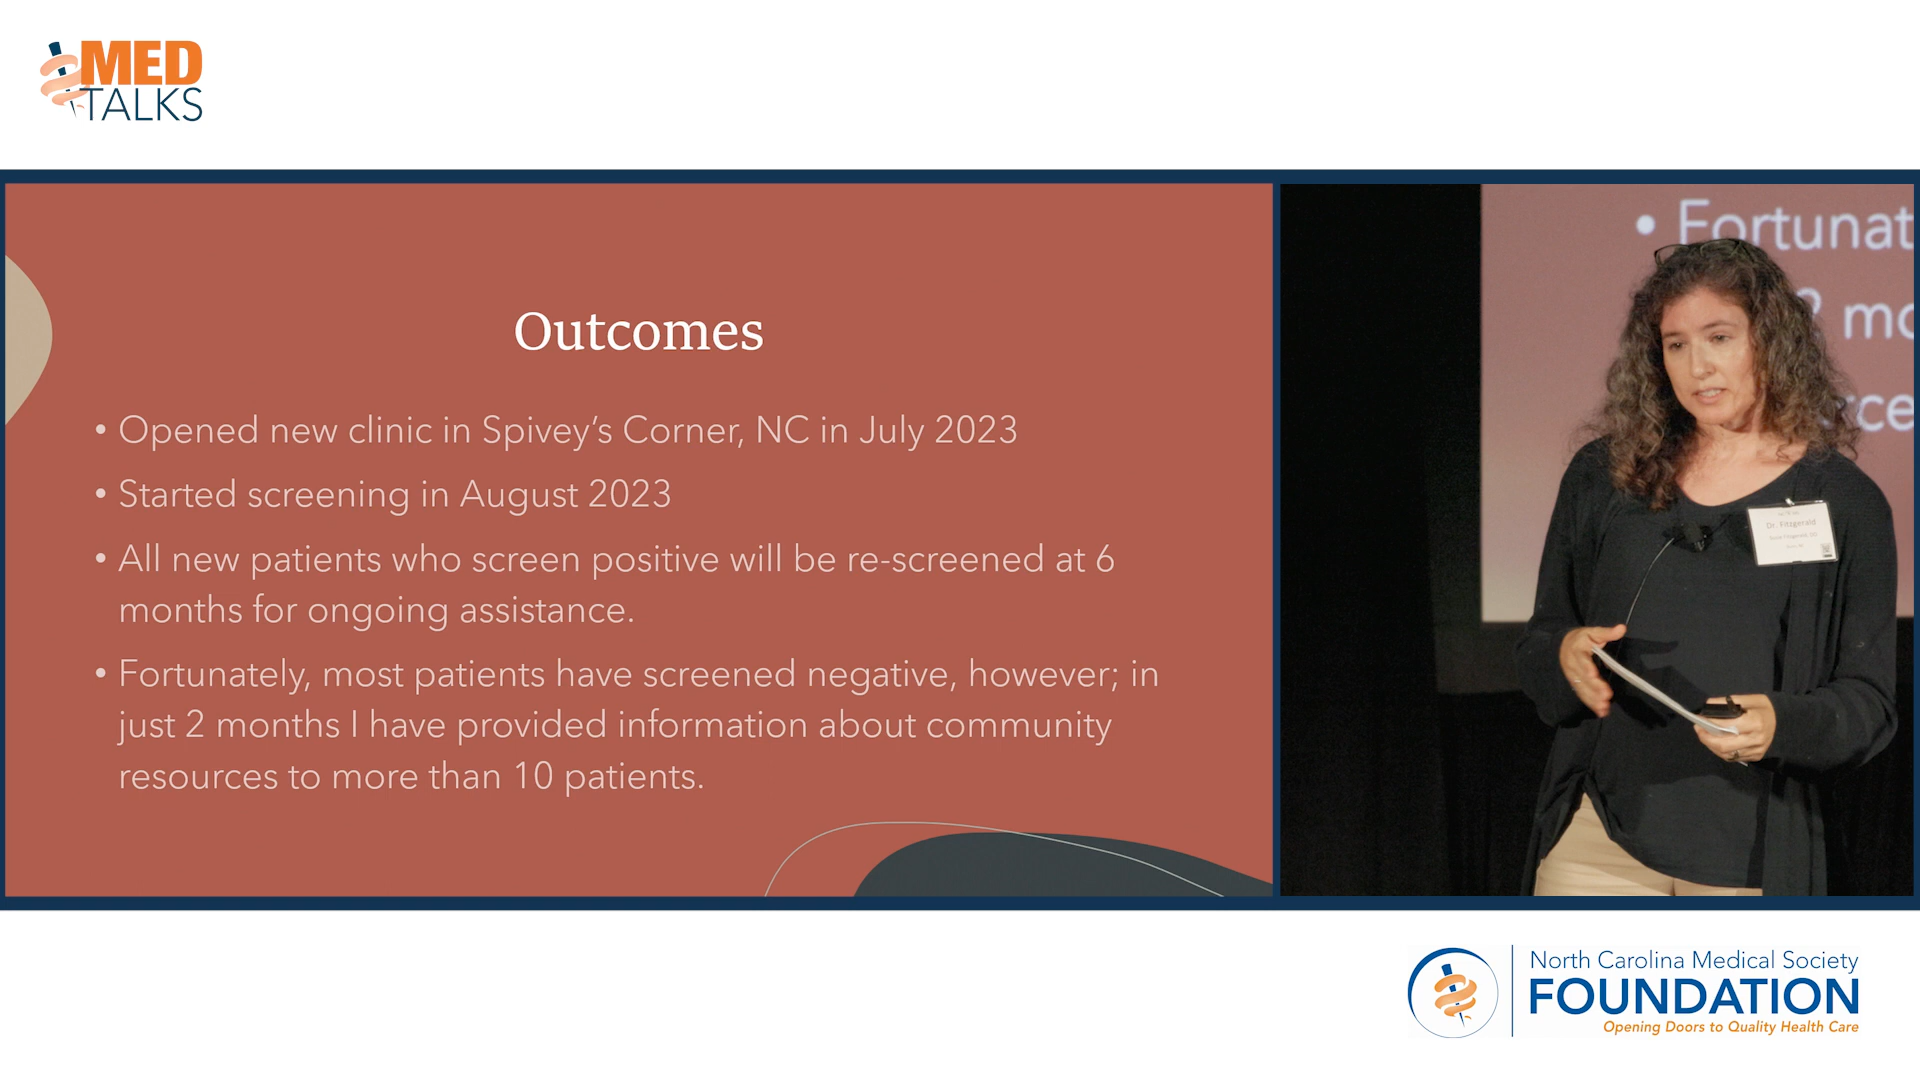 MED
TALKS
Outcomes
• Opened new clinic in Spivey’s Corner, NC in July 2023
• Started screening in August 2023
• All new patients who screen positive will be re-screened at 6
months for ongoing assistance.
• Fortunately, most patients have screened negative, however; in
just 2 months I have provided information about community
resources to more than 10 patients.
• Fortunat
2 mo
rce
Dr. Fitzgerald
North Carolina Medical Society
FOUNDATION
Opening Doors to Quality Health Care